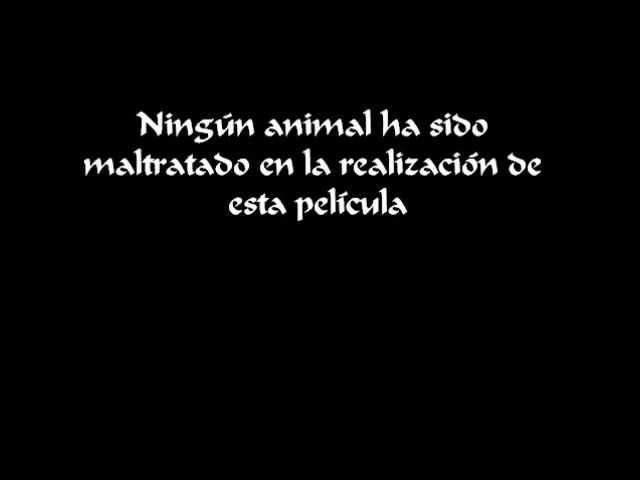 Ningún animal ha sido
maltratado en la realización de
esta película